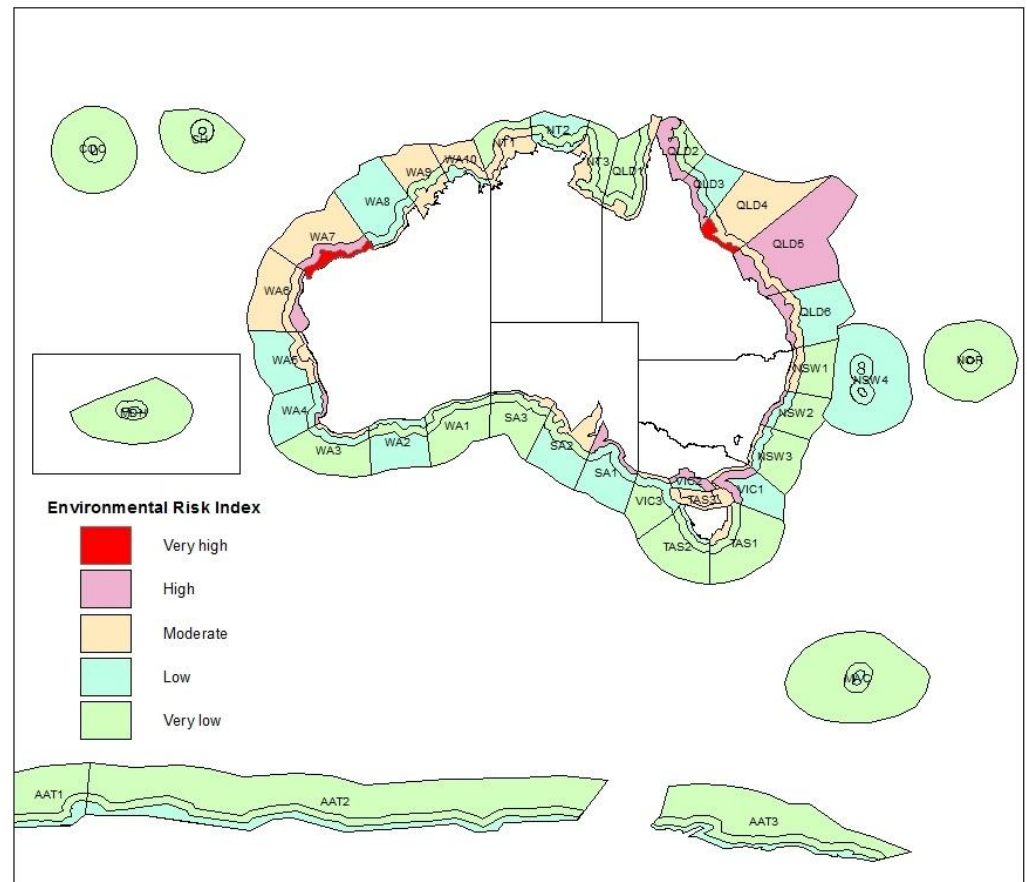 COC
CH
NT2
NT1
WA10
WA9
WA8
WA7
WA6
WA5
WA4
WA3
WA2
WA1
SA3
SA2
SA1
NT3
QLD1
QLD2
QLD3
QLD4
QLD5
QLD6
NSW1
NSW2
NSW3
NSW4
NOR
VIC1
VIC2
VIC3
TAS3
TAS2
TAS1
MAC
Environmental Risk Index
Very high
High
Moderate
Low
Very low
AAT1
AAT2
AAT3